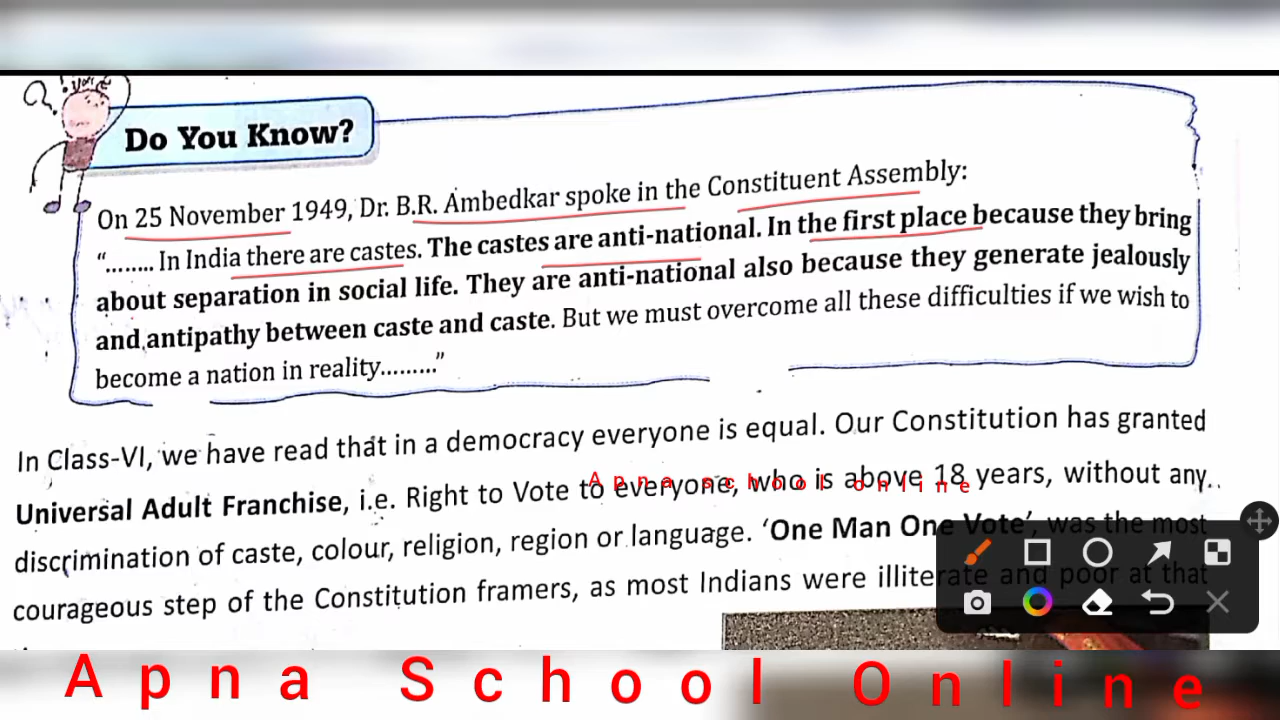 Do You Know?
On 25 November 1949, Dr. B.R. Ambedkar spoke in the Constituent Assembly:
“........ In India there are castes. The castes are anti-national. In the first place because they bring
about separation in social life. They are anti-national also because they generate jealously
and antipathy between caste and caste. But we must overcome all these difficulties if we wish to
become a nation in reality.........”
In Class-VI, we have read that in a democracy everyone is equal. Our Constitution has granted
Universal Adult Franchise, i.e. Right to Vote to everyone, who is above 18 years, without any
Apna school online
discrimination of caste, colour, religion, region or language. ‘One Man One Vote’, was the most
courageous step of the Constitution framers, as most Indians were illiterate and poor at that
Apna School Online